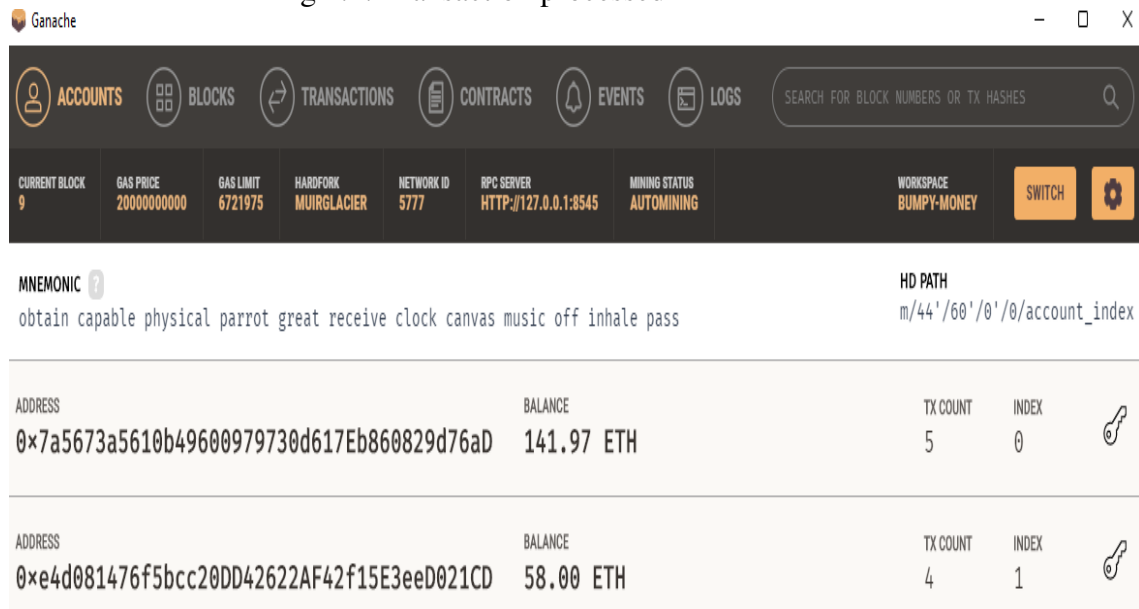 Ganache
ACCOUNTS BLOCKS TRANSACTIONS CONTRACTS EVENTS LOGS SEARCH FOR BLOCK NUMBERS OR TX HASHES
CURRENT BLOCK GAS PRICE GAS LIMIT HARDFORK NETWORK ID RPC SERVER MINING STATUS WORKSPACE
9 20000000000 6721975 MUIRGLACIER 5777 HTTP://127.0.0.1:8545 AUTOMINING BUMPY-MONEY SWITCH
MNEMONIC ? HD PATH
obtain capable physical parrot great receive clock canvas music off inhale pass m/44'/60'/0'/0/account_index
ADDRESS BALANCE TX COUNT INDEX
0×7a5673a5610b49600979730d617Eb860829d76aD 141.97 ETH 5 0
ADDRESS BALANCE TX COUNT INDEX
0×e4d081476f5bcc20DD42622AF42f15E3eeD021CD 58.00 ETH 4 1